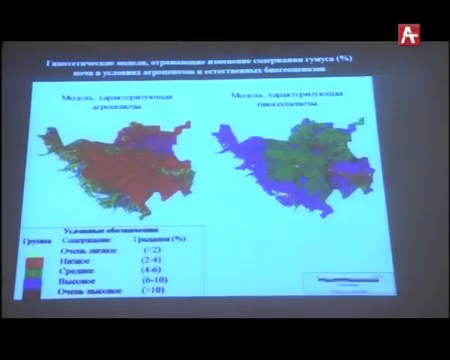 Гипотетические модели, отражающие изменение содержания гумуса (%)
почв в условиях агроценозов и естественных биогеоценозов
Модель, характеризующая
агроценозы
Модель, характеризующая
биогеоценозы
Условные обозначения
Группа Содержание Градация (%)
Очень низкое (<2)
Низкое (2-4)
Среднее (4-6)
Высокое (6-10)
Очень высокое (>10)